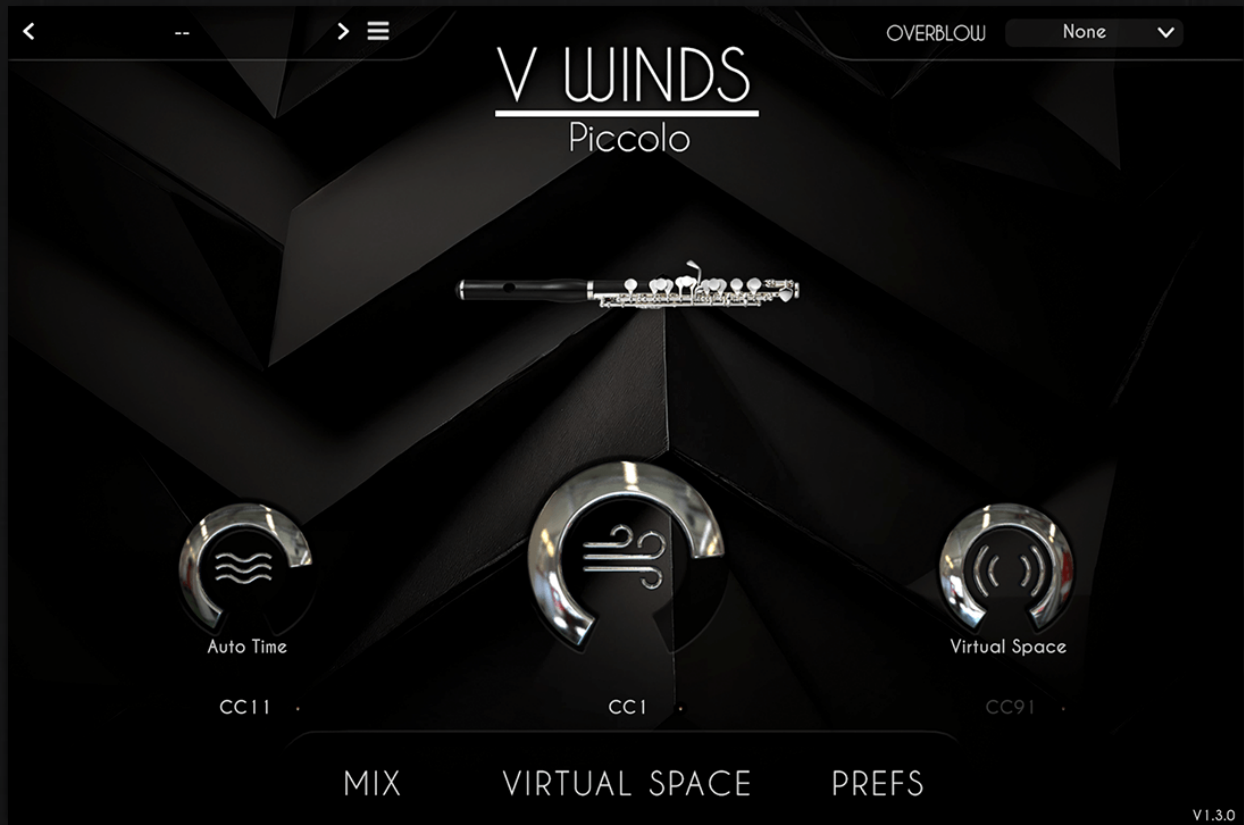 --
OVERBLOW None
V WINDS
Piccolo
Auto Time
Virtual Space
CC11
CC1
CC91
MIX
VIRTUAL SPACE
PREFS
V1.3.0